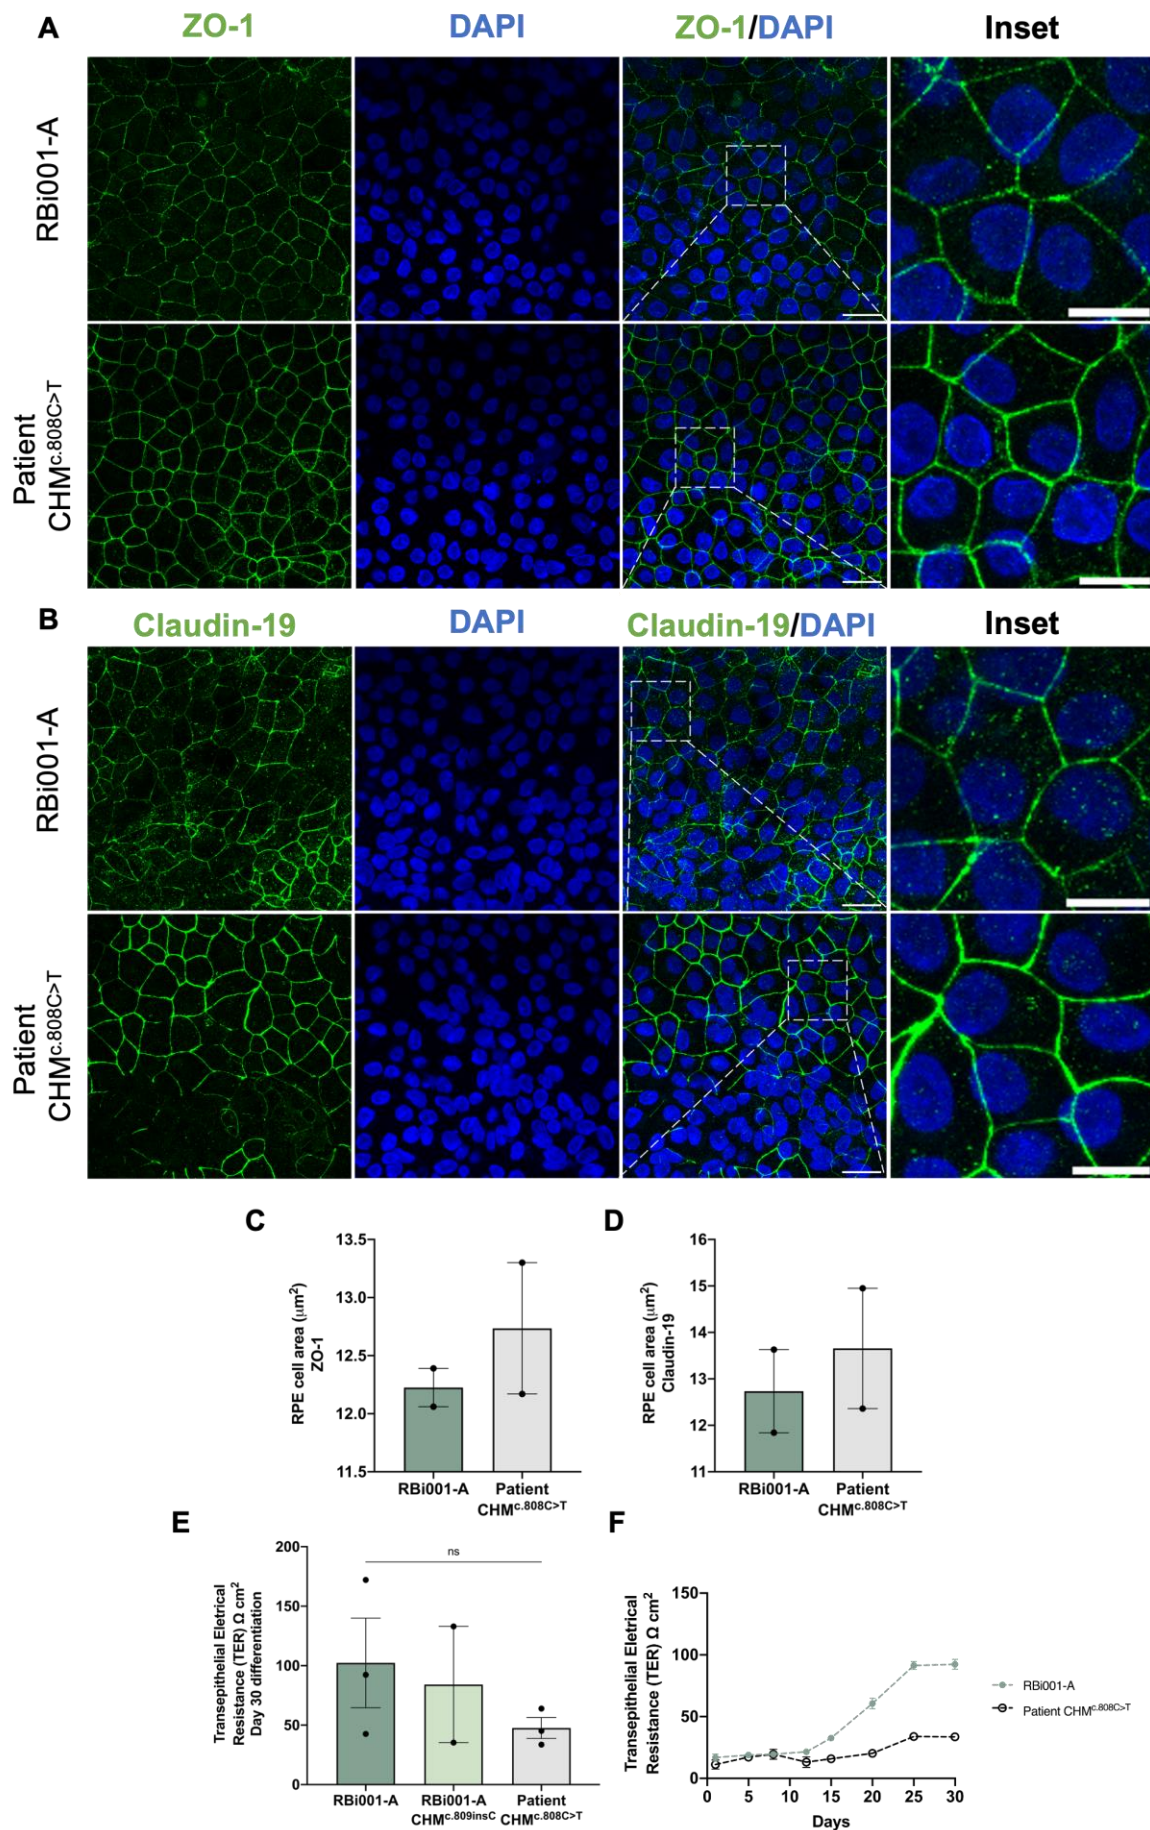 A
ZO-1
DAPI
ZO-1/DAPI
Inset
RBi001-A
Patient
CHMc.808C>T
B
Claudin-19
DAPI
Claudin-19/DAPI
Inset
RBi001-A
Patient
CHMc.808C>T
C
RPE cell area (μm2)
ZO-1
13.5
13.0
12.5
12.0
11.5
RBi001-A
Patient
CHMc.808C>T
D
RPE cell area (μm2)
Claudin-19
16
15
14
13
12
11
RBi001-A
Patient
CHMc.808C>T
E
Transepithelial Eletrical
Resistance (TER) Ω cm2
Day 30 differentiation
200
150
100
50
0
ns
RBi001-A
RBi001-A
CHMc.809insC
Patient
CHMc.808C>T
F
Transepithelial Eletrical
Resistance (TER) Ω cm2
150
100
50
0
0 5 10 15 20 25 30
Days
RBi001-A
Patient CHMc.808C>T